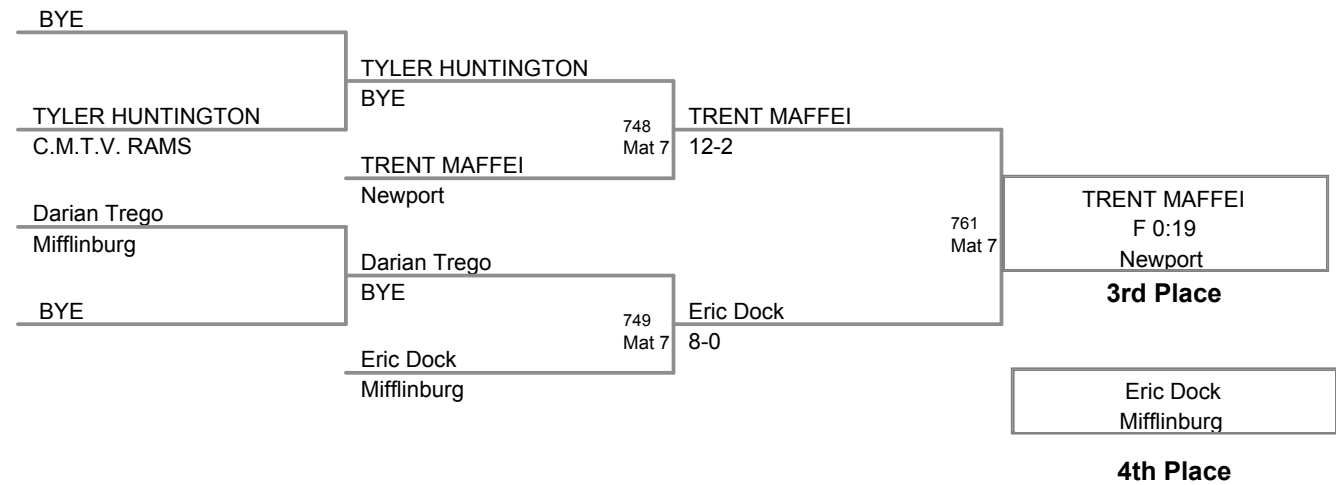 BYE
TYLER HUNTINGTON
BYE
TYLER HUNTINGTON
C.M.T.V. RAMS
748
Mat 7
TRENT MAFFEI
12-2
TRENT MAFFEI
Newport
Darian Trego
Mifflinburg
761
Mat 7
TRENT MAFFEI
F 0:19
Newport
3rd Place
Darian Trego
BYE
BYE
749
Mat 7
Eric Dock
8-0
Eric Dock
Mifflinburg
Eric Dock
Mifflinburg
4th Place